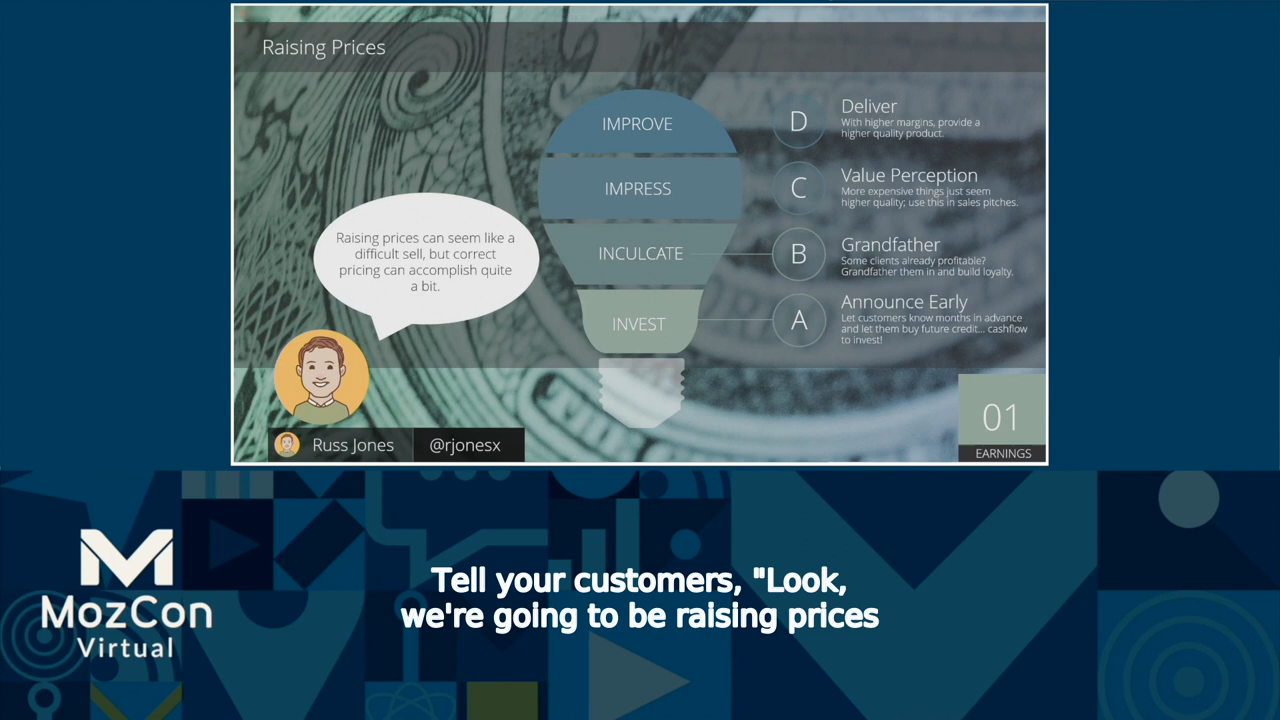 Raising Prices
IMPROVE
IMPRESS
INCULCATE
INVEST
D
Deliver
With higher margins, provide a
higher quality product.
C
Value Perception
More expensive things just seem
higher quality; use this in sales pitches.
B
Grandfather
Some clients already profitable?
Grandfather them in and build loyalty.
A
Announce Early
Let customers know months in advance
and let them buy future credit... cashflow
to invest!
Raising prices can seem like a
difficult sell, but correct
pricing can accomplish quite
a bit.
Russ Jones
@rjonesx
01
EARNINGS
MozCon
Virtual
Tell your customers, "Look,
we're going to be raising prices